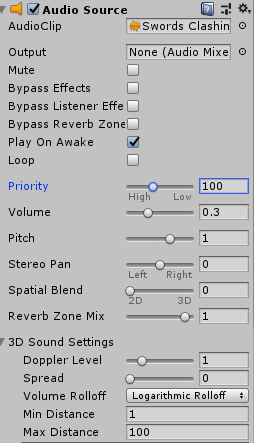 Audio Source
AudioClip Swords Clashin
Output None (Audio Mixe
Mute
Bypass Effects
Bypass Listener Effe
Bypass Reverb Zone
Play On Awake
Loop
Priority 100
High Low
Volume 0.3
Pitch 1
Stereo Pan 0
Left Right
Spatial Blend 0
2D 3D
Reverb Zone Mix 1
3D Sound Settings
Doppler Level 1
Spread 0
Volume Rolloff Logarithmic Rolloff
Min Distance 1
Max Distance 100